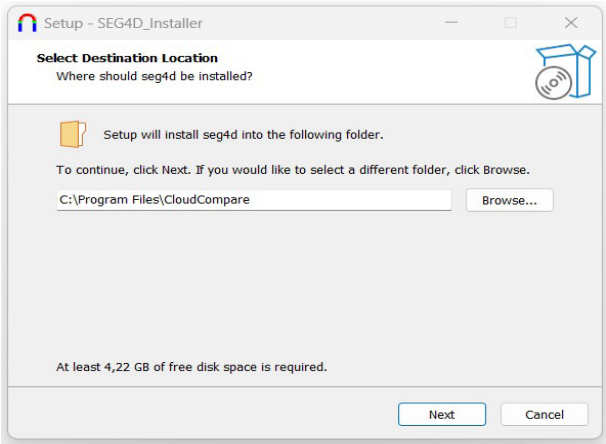 Setup - SEG4D_Installer
Select Destination Location
Where should seg4d be installed?
Setup will install seg4d into the following folder.
To continue, click Next. If you would like to select a different folder, click Browse.
C:\Program Files\CloudCompare
Browse...
At least 4,22 GB of free disk space is required.
Next
Cancel